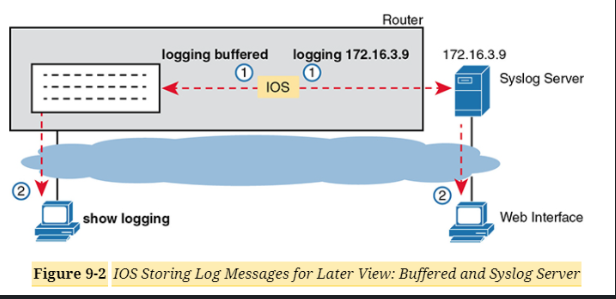 Router
logging buffered logging 172.16.3.9 172.16.3.9
1 1
IOS
Syslog Server
2 2
show logging
Web Interface
Figure 9-2 IOS Storing Log Messages for Later View: Buffered and Syslog Server